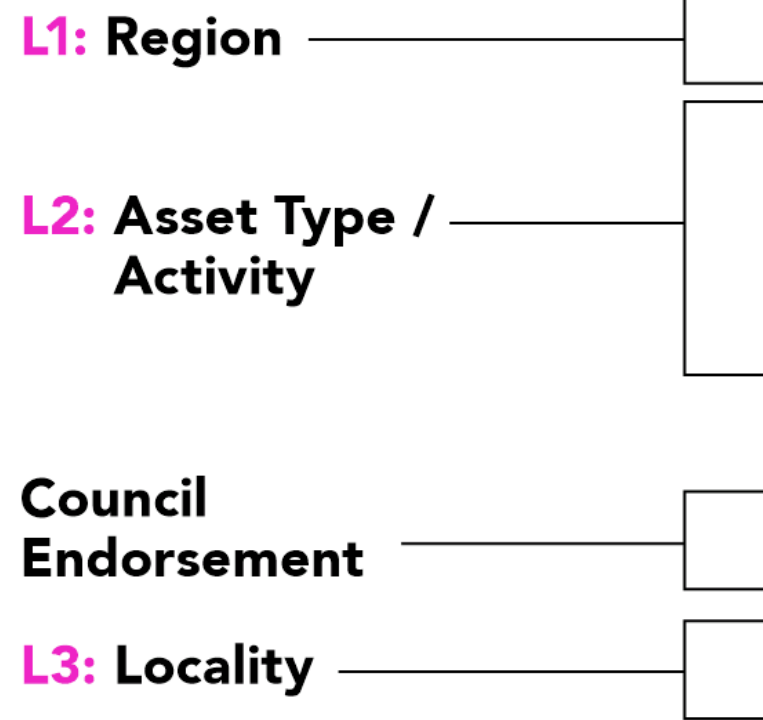 L1: Region
L2: Asset Type /
Activity
Council
Endorsement
L3: Locality